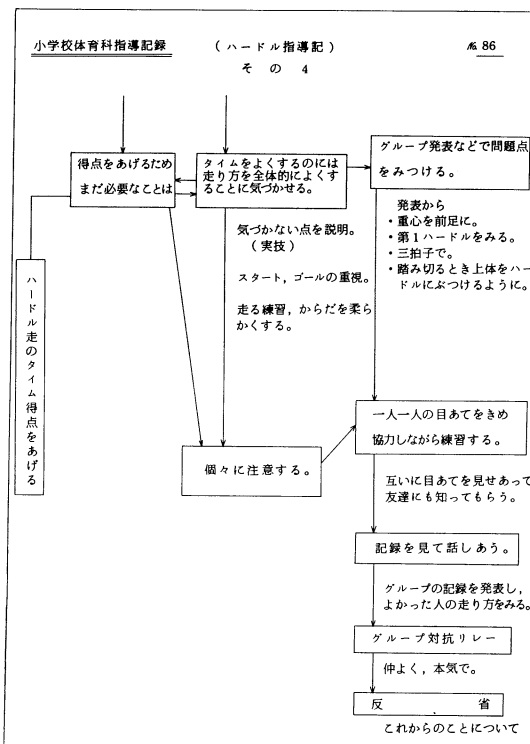 小学校体育科指導記録
(ハードル指導記)
その4
№ 86
得点をあげるため
まだ必要なことは
タイムをよくするのには
走り方を全体的によくす
ることに気づかせる。
グループ発表などで問題点
をみつける。
発表から
・重心を前足に。
・第1ハードルをみる。
・三拍子で。
・踏み切るとき上体をハー
ドルにぶつけるように。
気づかない点を説明。
(実技)
スタート,ゴールの重視。
走る練習,からだを柔ら
かくする。
ハードル走のタイム得点をあげる
一人一人の目あてをきめ
協力しながら練習する。
個々に注意する。
互いに目あてを見せあって
友達にも知ってもらう。
記録を見て話しあう。
グループの記録を発表し,
よかった人の走り方をみる。
グループ対抗リレー
仲よく,本気で。
反省
これからのことについて